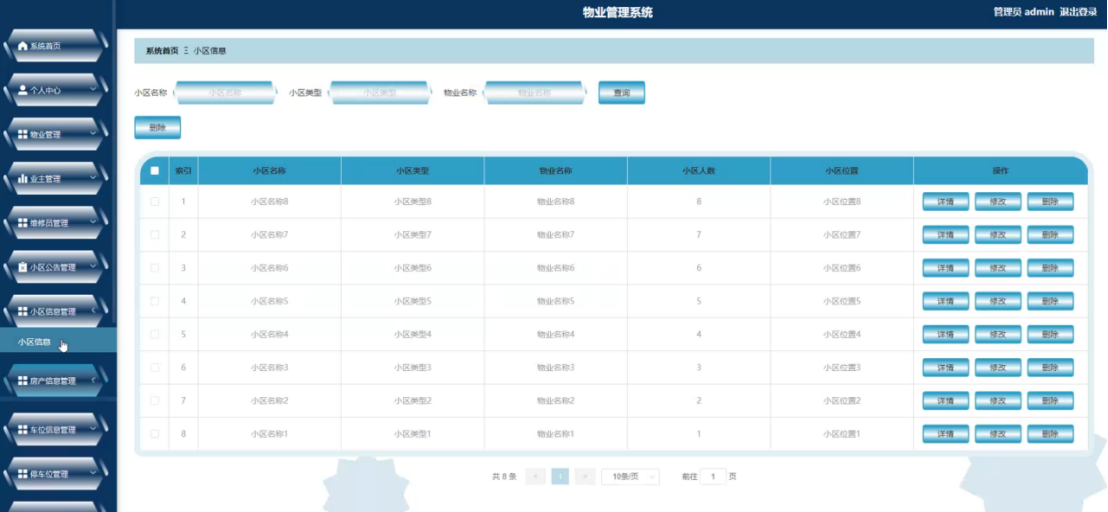 物业管理系统
管理员 admin 退出登录
系统首页
个人中心
物业管理
业主管理
维修员管理
小区公告管理
小区信息管理
小区信息
房产信息管理
车位信息管理
停车位管理
系统首页 Ξ 小区信息
小区名称 小区名称 小区类型 小区类型 物业名称 物业名称 查询
删除
索引 小区名称 小区类型 物业名称 小区人数 小区位置 操作
1 小区名称8 小区类型8 物业名称8 8 小区位置8 详情 修改 删除
2 小区名称7 小区类型7 物业名称7 7 小区位置7 详情 修改 删除
3 小区名称6 小区类型6 物业名称6 6 小区位置6 详情 修改 删除
4 小区名称5 小区类型5 物业名称5 5 小区位置5 详情 修改 删除
5 小区名称4 小区类型4 物业名称4 4 小区位置4 详情 修改 删除
6 小区名称3 小区类型3 物业名称3 3 小区位置3 详情 修改 删除
7 小区名称2 小区类型2 物业名称2 2 小区位置2 详情 修改 删除
8 小区名称1 小区类型1 物业名称1 1 小区位置1 详情 修改 删除
共 8 条 < 1 > 10条/页 前往 1 页